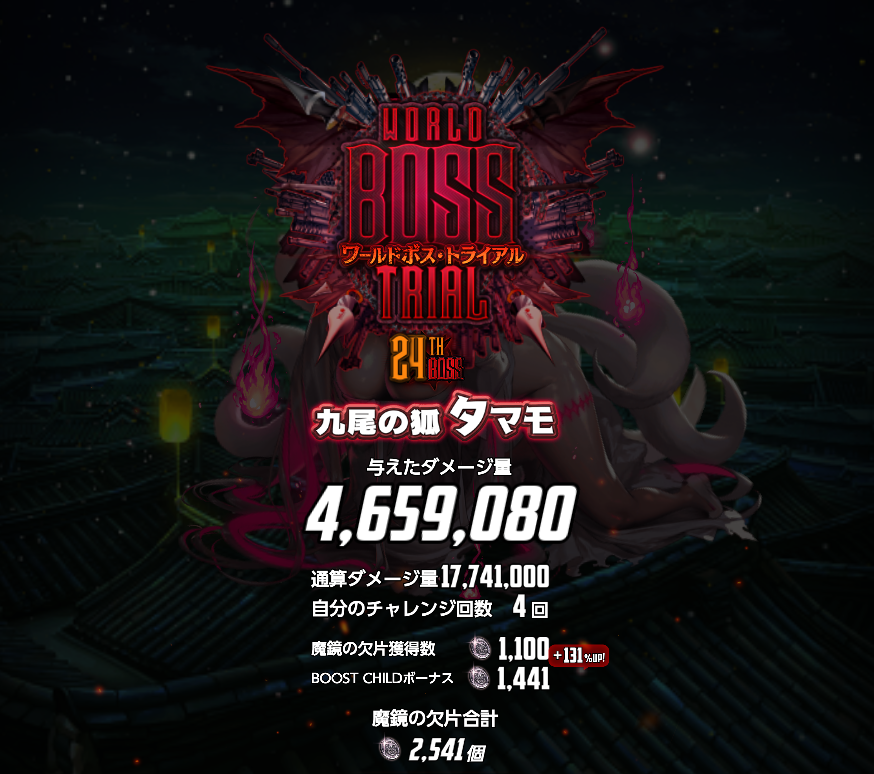 WORLD
BOSS
ワールドボス・トライアル
TRIAL
24TH BOSS
九尾の狐 タマモ
与えたダメージ量
4,659,080
通算ダメージ量 17,741,000
自分のチャレンジ回数 4 回
魔鏡の欠片獲得数 1,100 +131%UP!
BOOST CHILDボーナス 1,441
魔鏡の欠片合計
2,541個